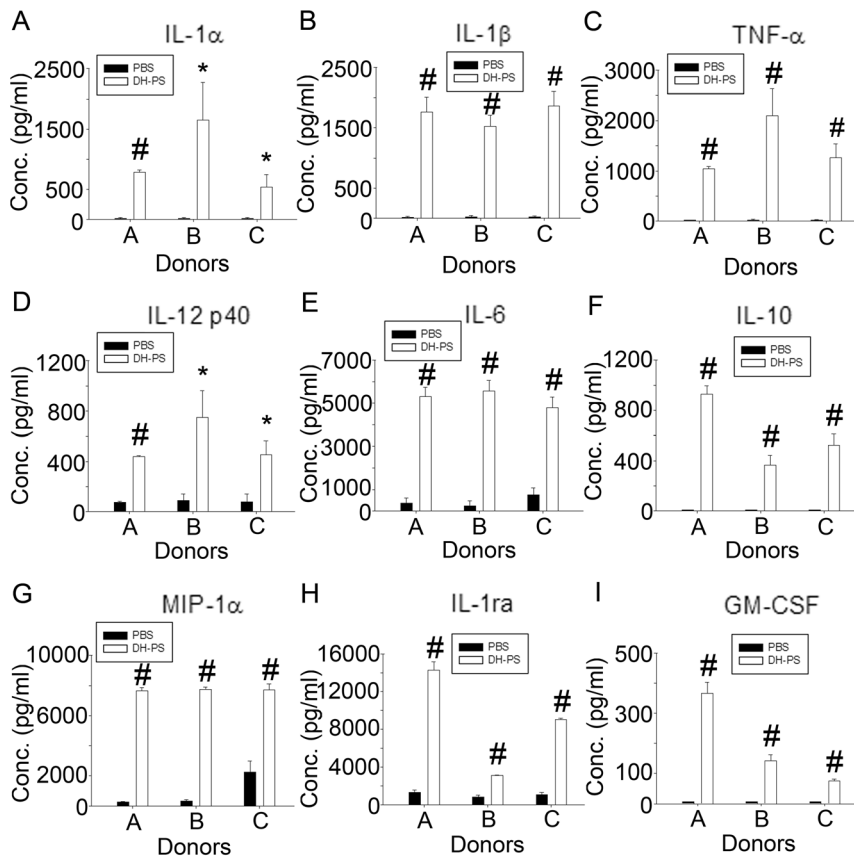 A
IL-1α
PBS
DH-PS
Conc. (pg/ml)
2500
1500
500
0
#
*
*
A B C
Donors
B
IL-1β
PBS
DH-PS
Conc. (pg/ml)
2500
1500
500
0
#
#
#
A B C
Donors
C
TNF-α
PBS
DH-PS
Conc. (pg/ml)
3000
2000
1000
0
#
#
#
A B C
Donors
D
IL-12 p40
PBS
DH-PS
Conc. (pg/ml)
1200
800
400
0
#
*
*
A B C
Donors
E
IL-6
PBS
DH-PS
Conc. (pg/ml)
7000
5000
3000
1000
0
#
#
#
A B C
Donors
F
IL-10
PBS
DH-PS
Conc. (pg/ml)
1200
800
400
0
#
#
#
A B C
Donors
G
MIP-1α
PBS
DH-PS
Conc. (pg/ml)
10000
8000
6000
4000
2000
0
#
#
#
A B C
Donors
H
IL-1ra
PBS
DH-PS
Conc. (pg/ml)
16000
12000
8000
4000
0
#
#
#
A B C
Donors
I
GM-CSF
PBS
DH-PS
Conc. (pg/ml)
500
300
100
0
#
#
#
A B C
Donors